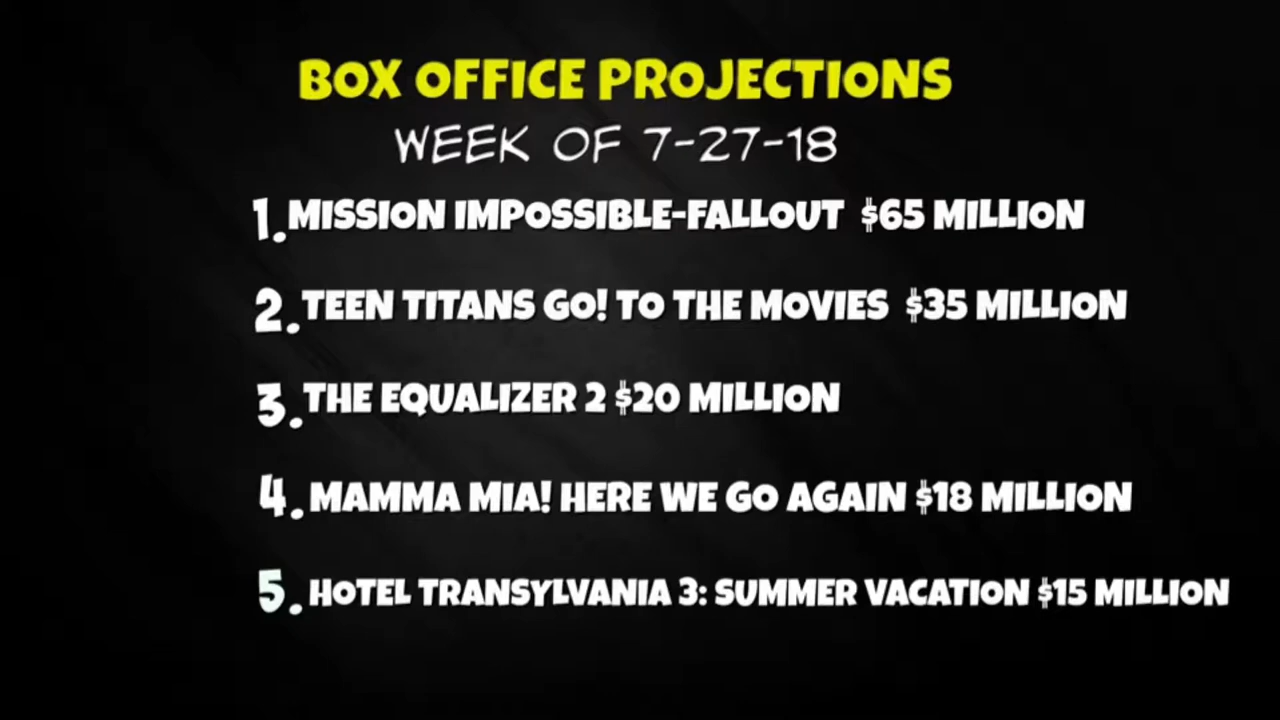 BOX OFFICE PROJECTIONS
WEEK OF 7-27-18
1. MISSION IMPOSSIBLE-FALLOUT $65 MILLION
2. TEEN TITANS GO! TO THE MOVIES $35 MILLION
3. THE EQUALIZER 2 $20 MILLION
4. MAMMA MIA! HERE WE GO AGAIN $18 MILLION
5. HOTEL TRANSYLVANIA 3: SUMMER VACATION $15 MILLION